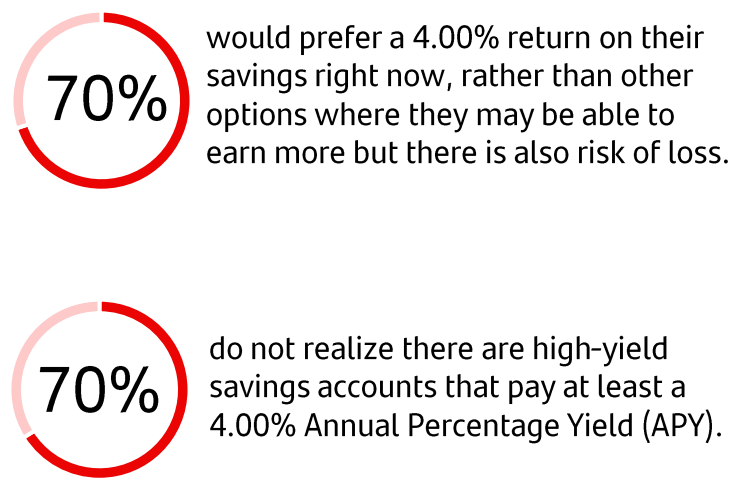 70%
would prefer a 4.00% return on their
savings right now, rather than other
options where they may be able to
earn more but there is also risk of loss.
70%
do not realize there are high-yield
savings accounts that pay at least a
4.00% Annual Percentage Yield (APY).